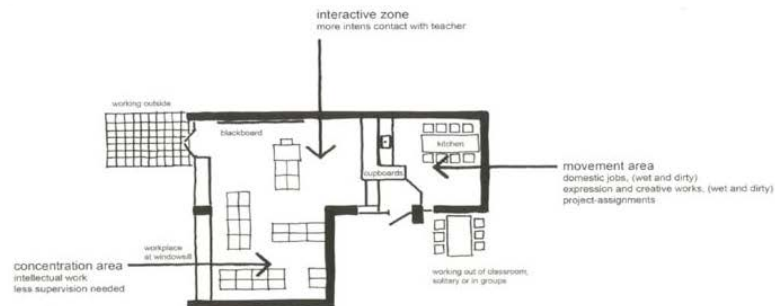 interactive zone
more intens contact with teacher
working outside
blackboard
kitchen
cupboards
movement area
domestic jobs, (wet and dirty)
expression and creative works, (wet and dirty)
project-assignments
workplace
at windowsill
concentration area
intellectual work
less supervision needed
working out of classroom,
solitary or in groups